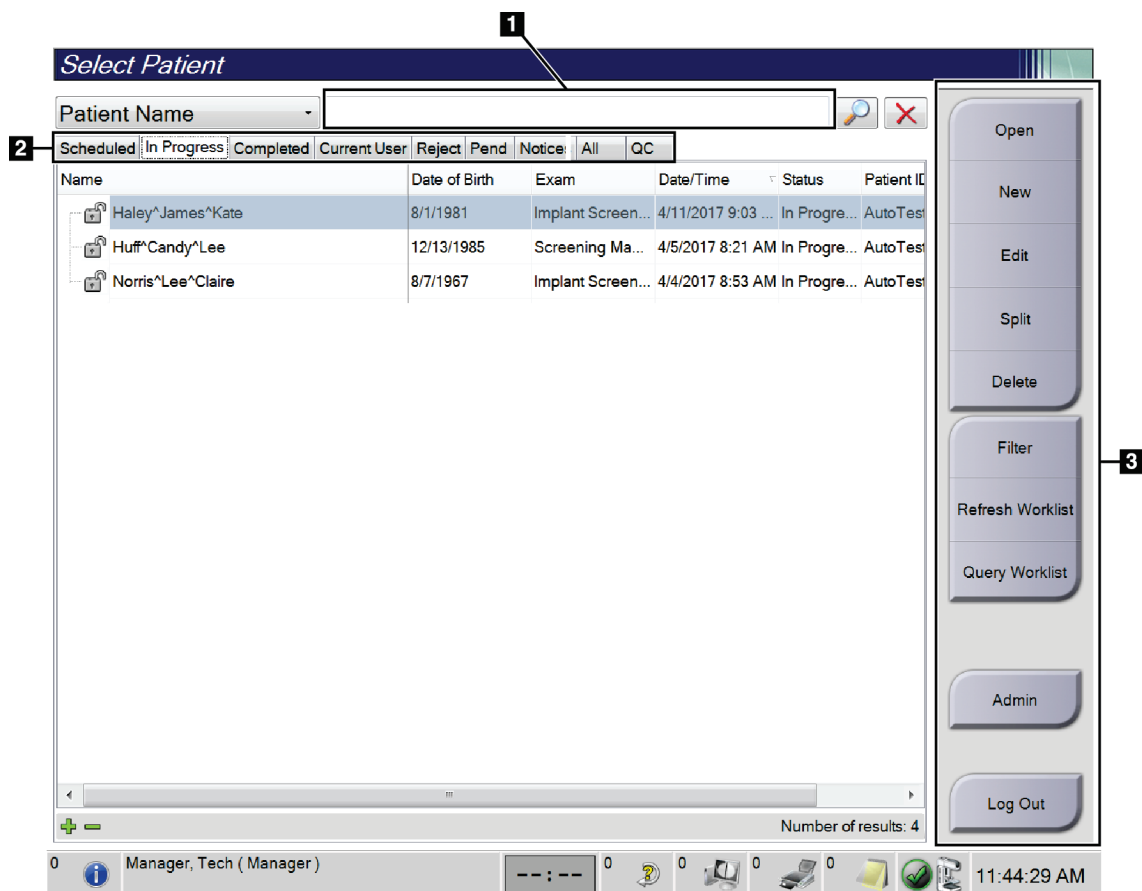 1
Select Patient
Patient Name
2
Scheduled In Progress Completed Current User Reject Pend Notice All QC
Name Date of Birth Exam Date/Time Status Patient ID
Haley^James^Kate 8/1/1981 Implant Screen... 4/11/2017 9:03 ... In Progre... AutoTest
Huff^Candy^Lee 12/13/1985 Screening Ma... 4/5/2017 8:21 AM In Progre... AutoTest
Norris^Lee^Claire 8/7/1967 Implant Screen... 4/4/2017 8:53 AM In Progre... AutoTest
Number of results: 4
Open
New
Edit
Split
Delete
Filter
3
Refresh Worklist
Query Worklist
Admin
Log Out
0 Manager, Tech ( Manager ) --:-- 0 0 0 0 11:44:29 AM